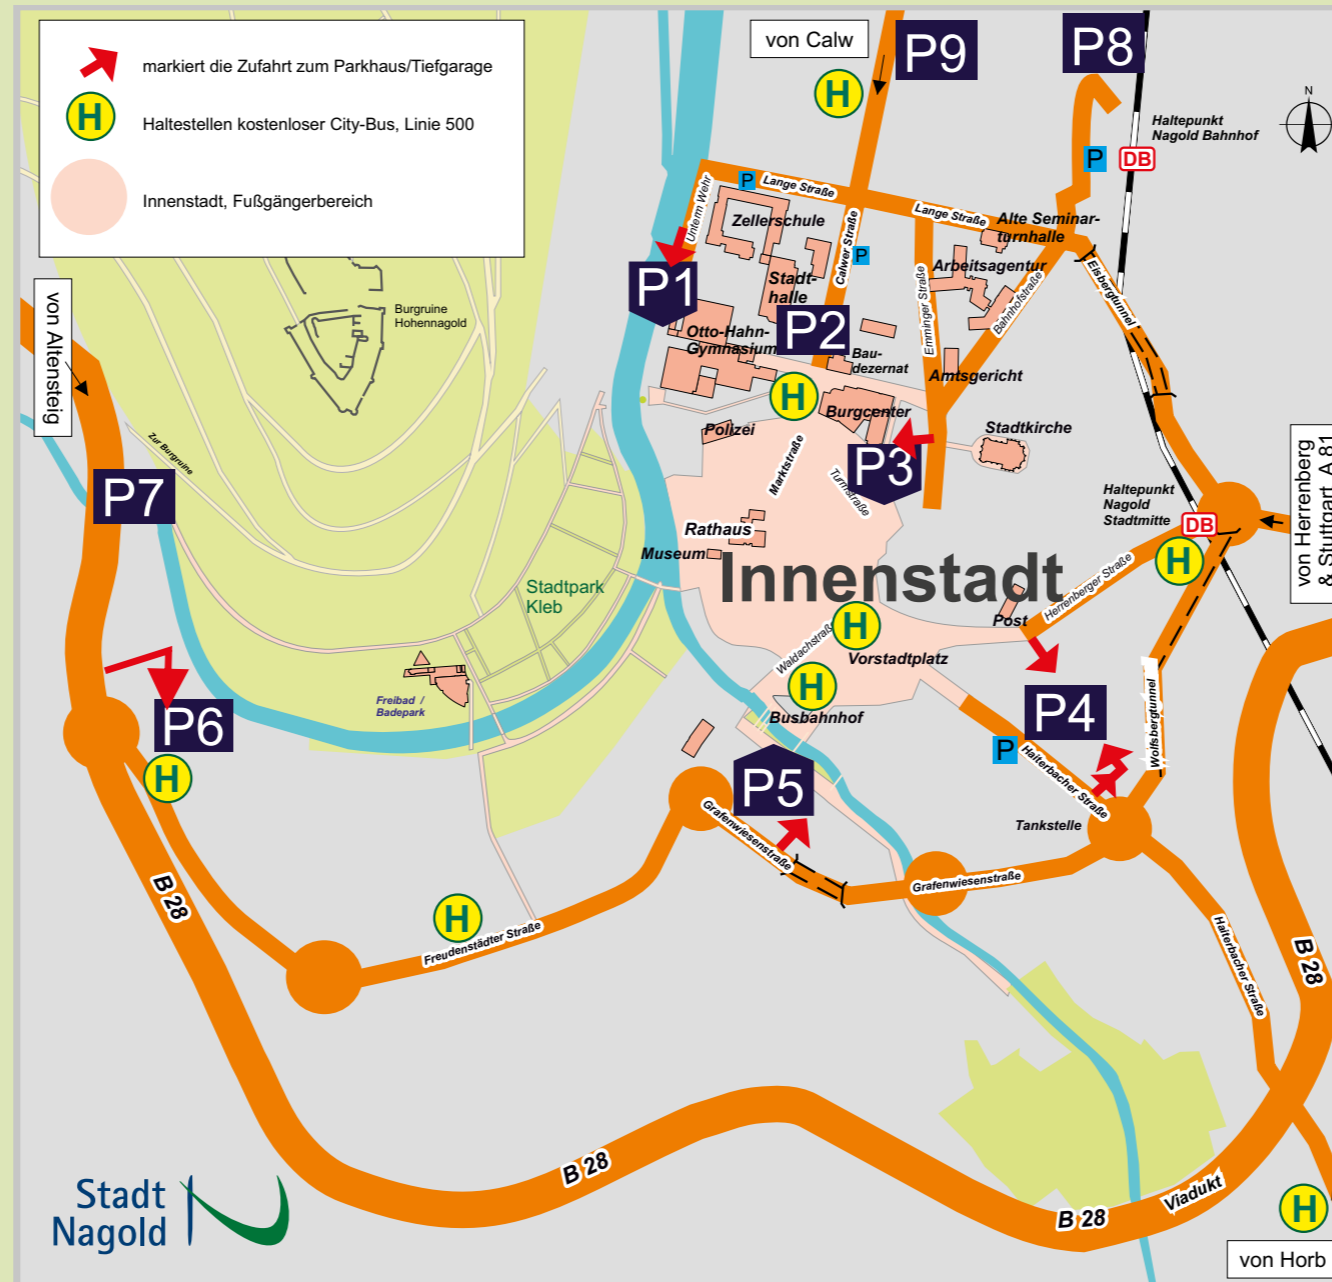 markiert die Zufahrt zum Parkhaus/Tiefgarage
H
Haltestellen kostenloser City-Bus, Linie 500
Innenstadt, Fußgängerbereich
von Calw
H
P9
P8
N
Haltepunkt
Nagold Bahnhof
P
DB
P
Lange Straße
Lange Straße
Unterm Wehr
Zellerschule
Calwer Straße
P
Alte Seminar-
turnhalle
Arbeitsagentur
Eisbergtunnel
P1
Stadt-
halle
Emminger Straße
Bahnhofstraße
von Altensteig
Burgruine
Hohennagold
Otto-Hahn-
Gymnasium
P2
Bau-
dezernat
Amtsgericht
H
Burgcenter
Polizei
Stadtkirche
Zur Burgruine
Marktstraße
P3
Turmstraße
P7
Haltepunkt
Nagold
Stadtmitte
DB
H
von Herrenberg
& Stuttgart, A 81
Rathaus
Museum
Innenstadt
Stadtpark
Kleb
Herrenberger Straße
Post
H
Waldachstraße
Vorstadtplatz
H
Busbahnhof
Freibad /
Badepark
P6
H
P4
P
Wolfsbergtunnel
Haiterbacher Straße
P5
Tankstelle
Grafenwiesenstraße
Grafenwiesenstraße
B 28
H
Freudenstädter Straße
Haiterbacher Straße
B 28
B 28
B 28
Viadukt
Stadt
Nagold
H
von Horb